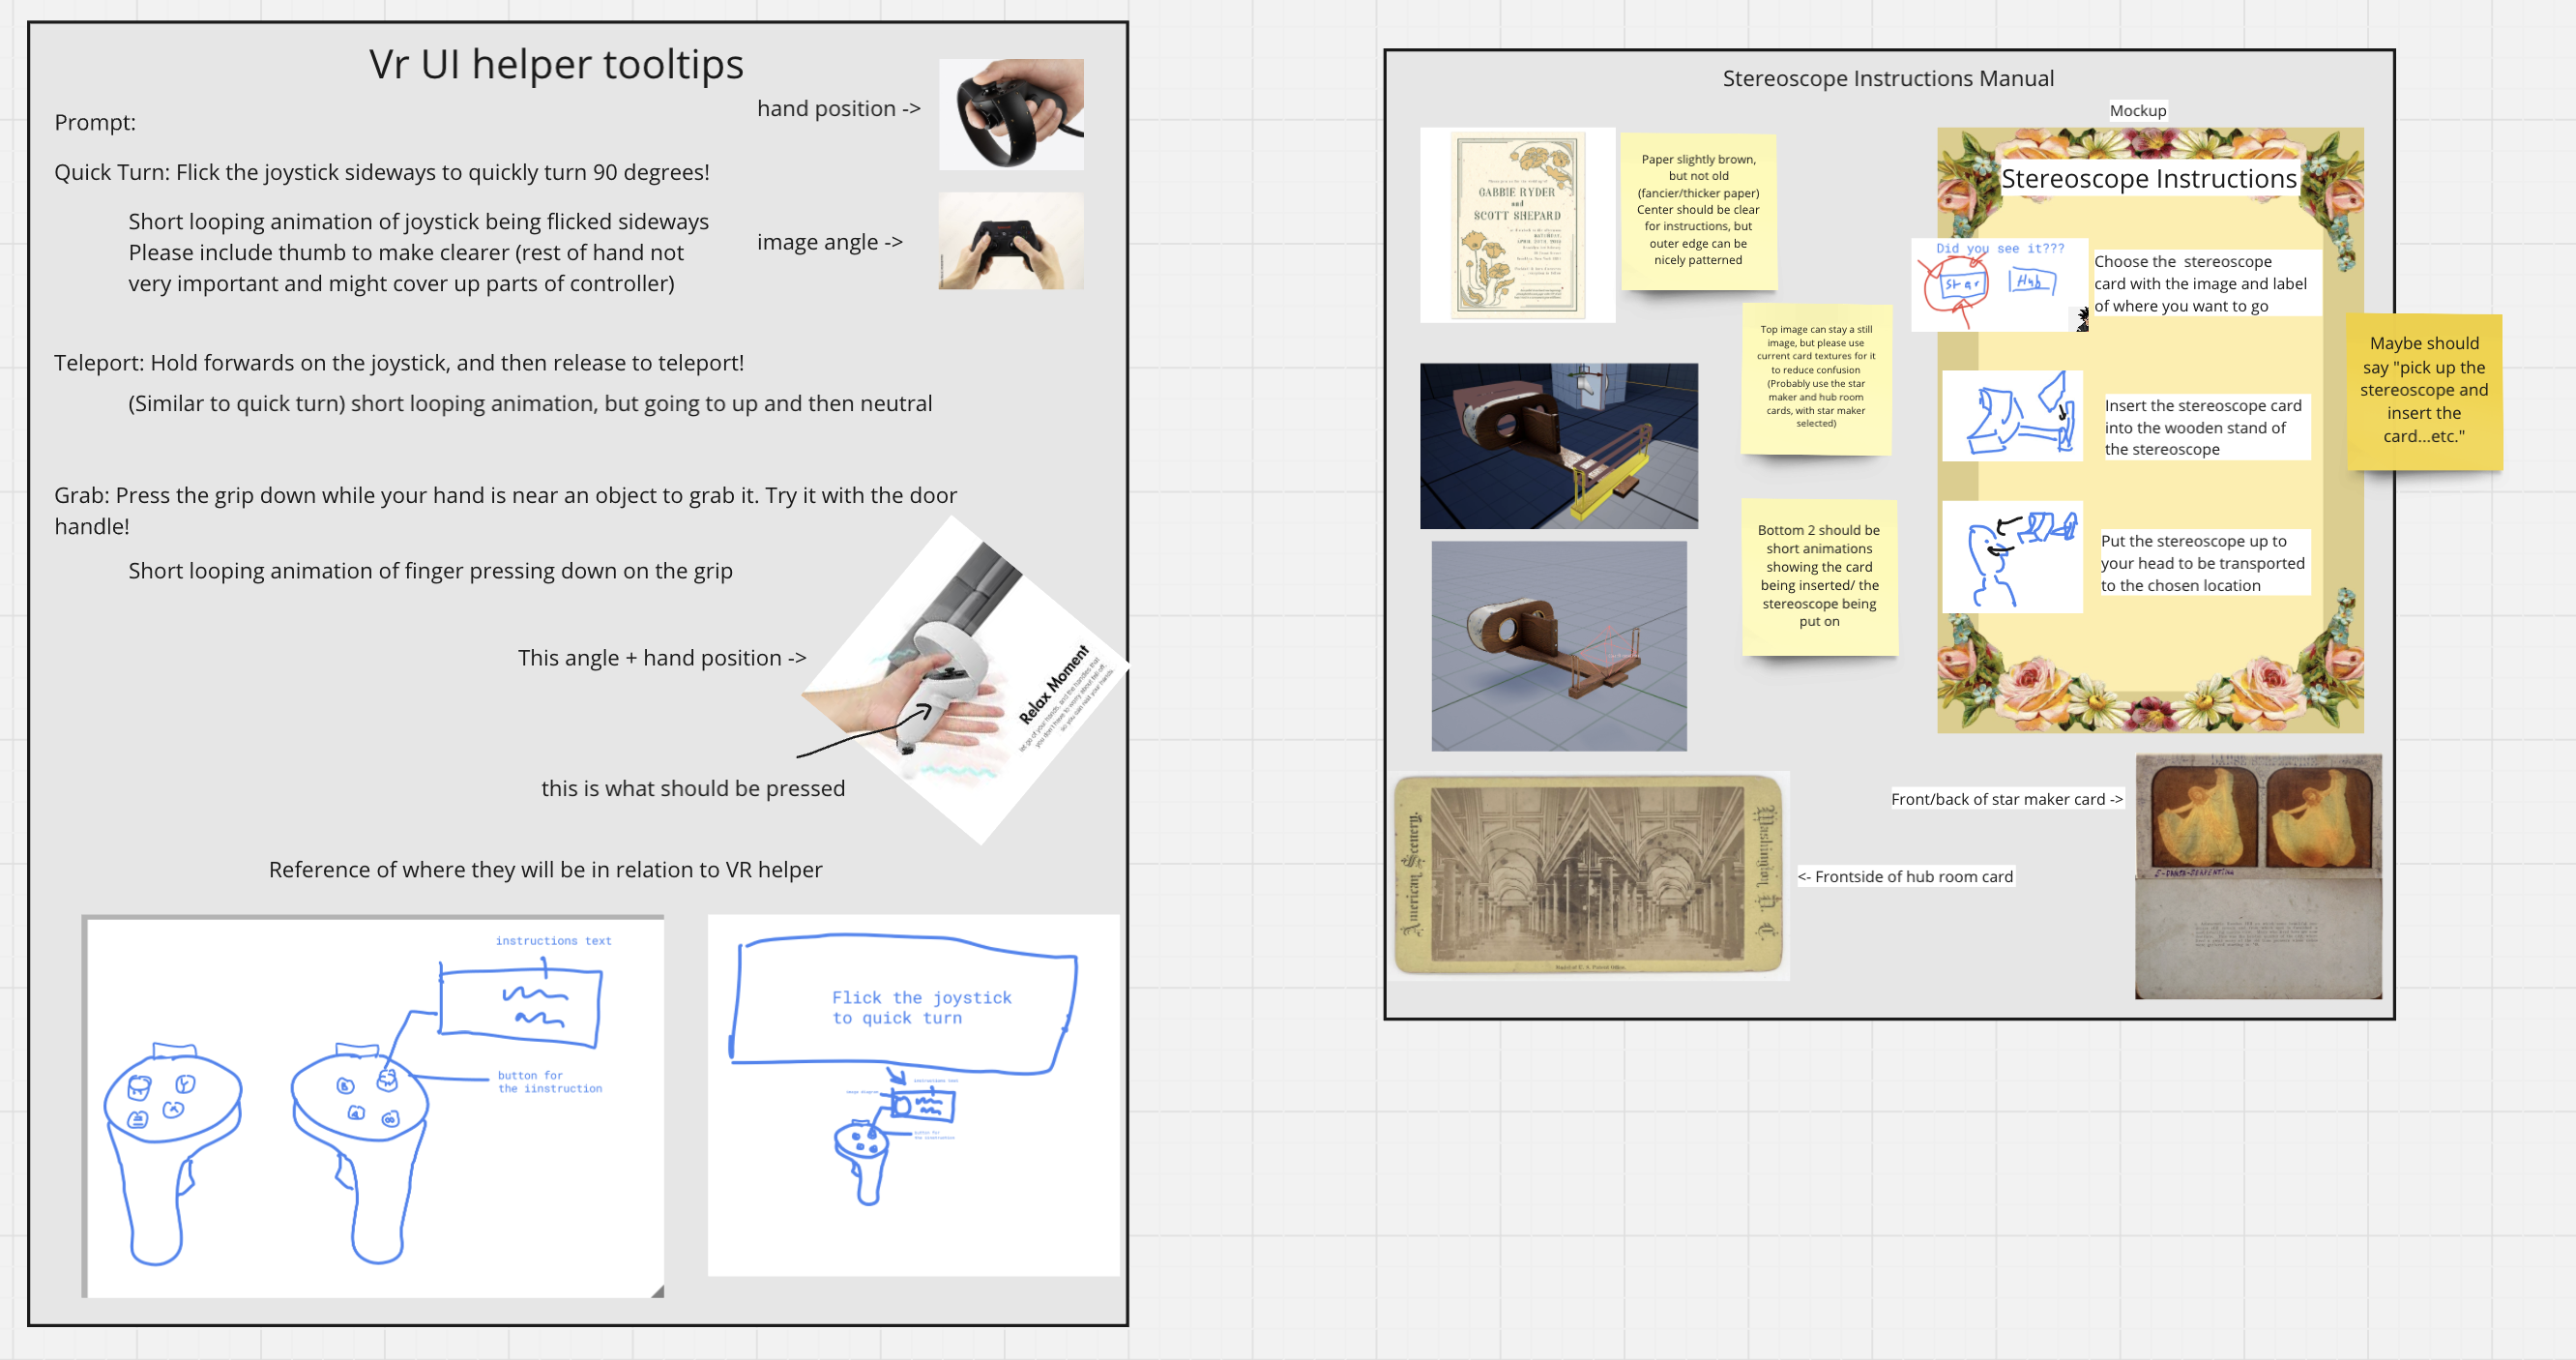 Vr UI helper tooltips
hand position ->
Prompt:
Quick Turn: Flick the joystick sideways to quickly turn 90 degrees!
Short looping animation of joystick being flicked sideways
Please include thumb to make clearer (rest of hand not
very important and might cover up parts of controller)
image angle ->
Teleport: Hold forwards on the joystick, and then release to teleport!
(Similar to quick turn) short looping animation, but going to up and then neutral
Grab: Press the grip down while your hand is near an object to grab it. Try it with the door
handle!
Short looping animation of finger pressing down on the grip
This angle + hand position ->
Relax Moment
this is what should be pressed
Reference of where they will be in relation to VR helper
instructions text
button for
the iinstruction
Flick the joystick
to quick turn
Stereoscope Instructions Manual
GABBIE RYDER
and
SCOTT SHEPARD
Paper slightly brown,
but not old
(fancier/thicker paper)
Center should be clear
for instructions, but
outer edge can be
nicely patterned
Top image can stay a still
image, but please use
current card textures for it
to reduce confusion
(Probably use the star
maker and hub room
cards, with star maker
selected)
Bottom 2 should be
short animations
showing the card
being inserted/ the
stereoscope being
put on
Mockup
Stereoscope Instructions
Did you see it???
Star
Hub
Choose the  stereoscope
card with the image and label
of where you want to go
Insert the stereoscope card
into the wooden stand of
the stereoscope
Put the stereoscope up to
your head to be transported
to the chosen location
Maybe should
say "pick up the
stereoscope and
insert the
card...etc."
American Scenery.
Washington, D. C.
Model of U. S. Patent Office.
<- Frontside of hub room card
Front/back of star maker card ->